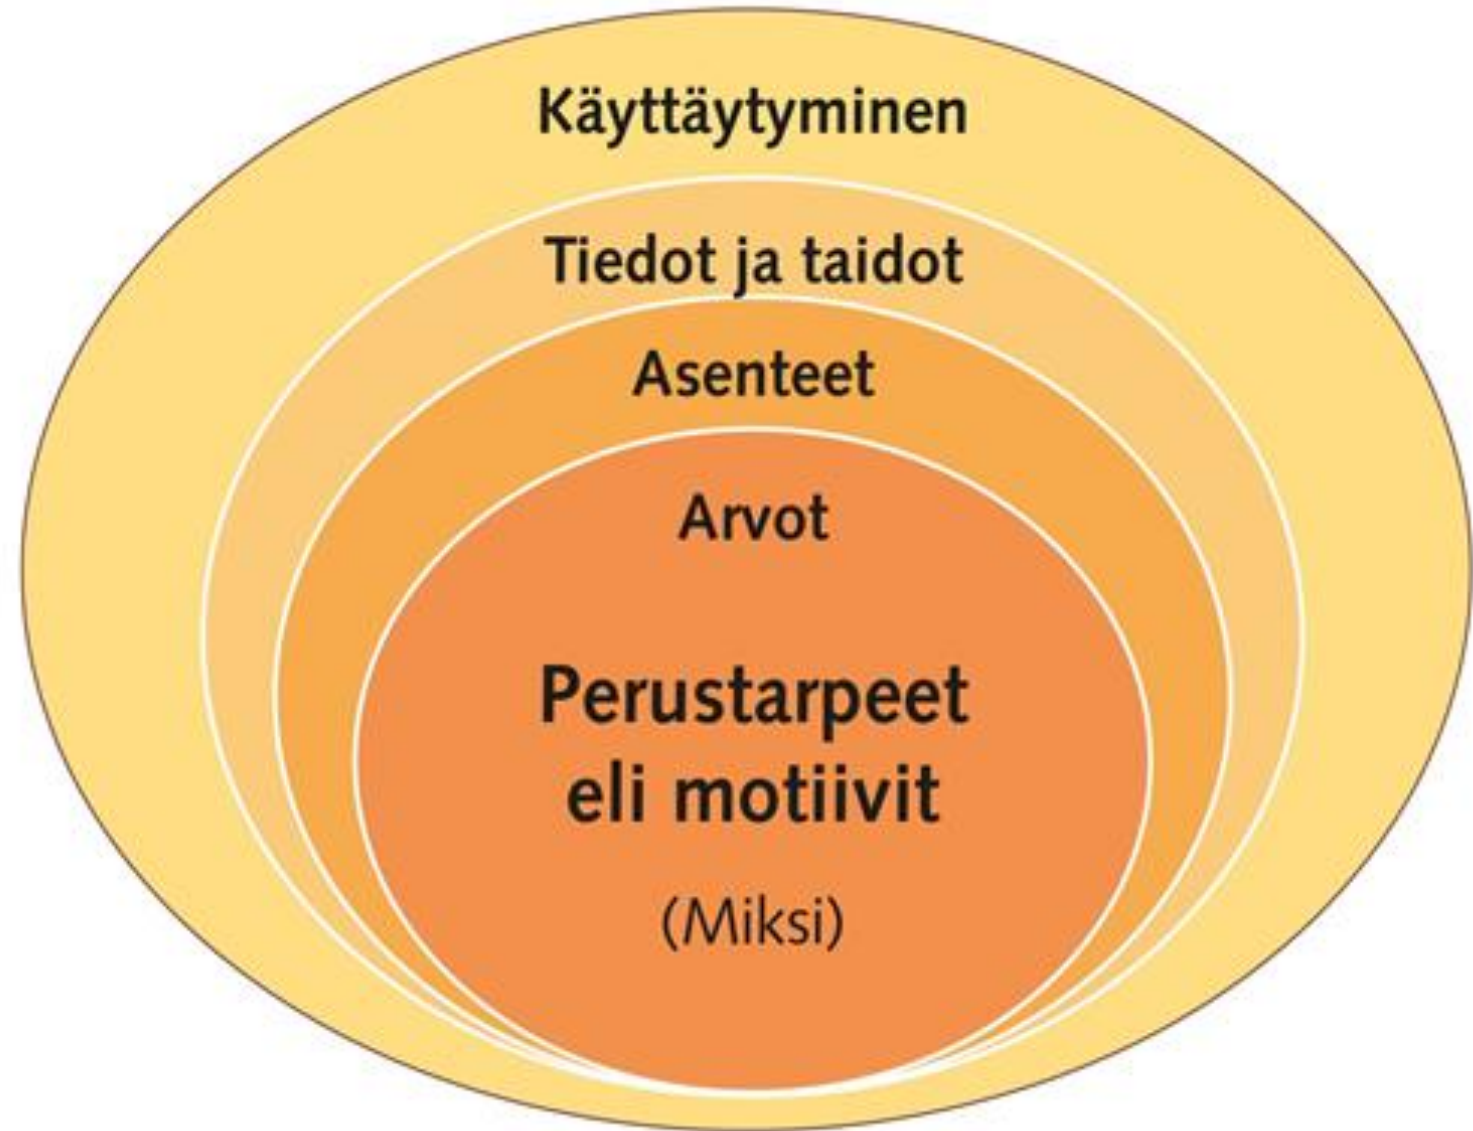 Käyttäytyminen
Tiedot ja taidot
Asenteet
Arvot
Perustarpeet
eli motiivit
(Miksi)